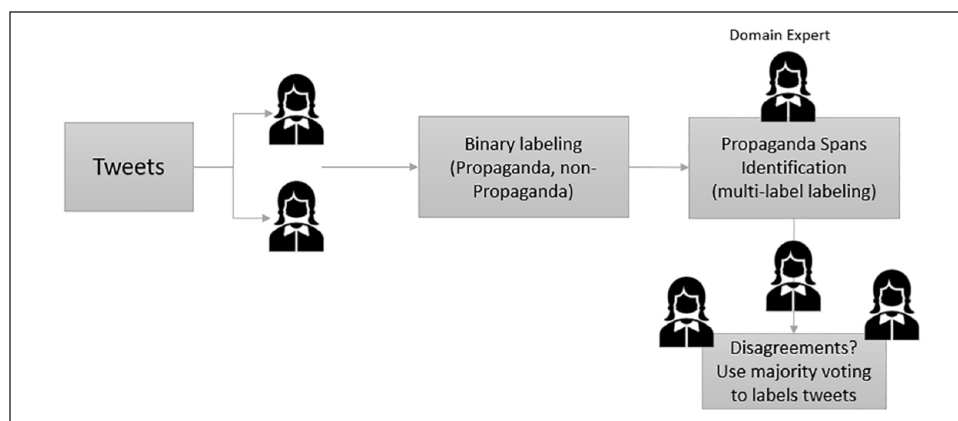 Domain Expert
Tweets
Binary labeling
(Propaganda, non-
Propaganda)
Propaganda Spans
Identification
(multi-label labeling)
Disagreements?
Use majority voting
to labels tweets